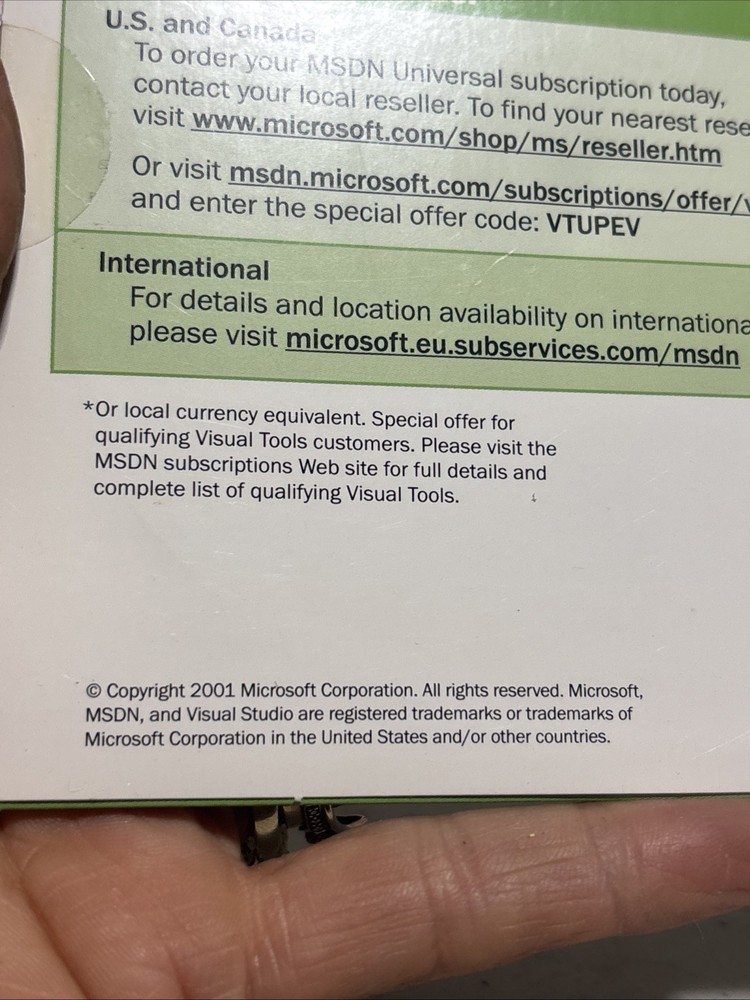 U.S. and Canada
To order your MSDN Universal subscription today,
contact your local reseller. To find your nearest
visit www.microsoft.com/shop/ms/reseller.htm
Or visit msdn.microsoft.com/subscriptions/offer/
and enter the special offer code: VTUPEV
International
For details and location availability on
please visit microsoft.eu.subservices.com/msdn
*Or local currency equivalent. Special offer for
qualifying Visual Tools customers. Please visit the
MSDN subscriptions Web site for full details and
complete list of qualifying Visual Tools.
© Copyright 2001 Microsoft Corporation. All rights reserved. Microsoft,
MSDN, and Visual Studio are registered trademarks or trademarks of
Microsoft Corporation in the United States and/or other countries.